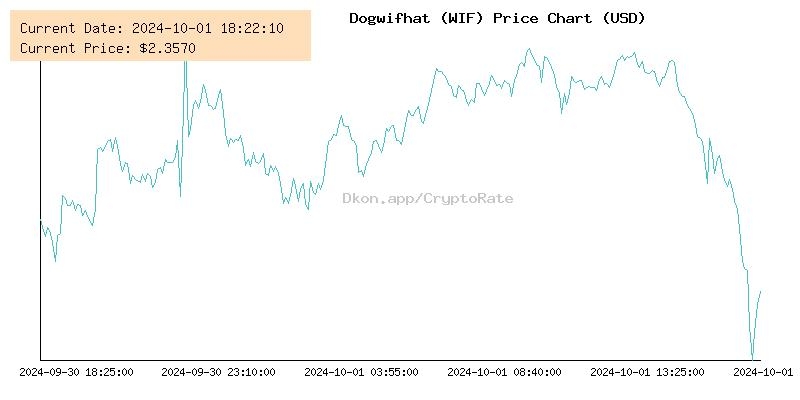 Dogwifhat (WIF) Price Chart (USD)
Current Date: 2024-10-01 18:22:10
Current Price: $2.3570
Dkon.app/CryptoRate
2024-09-30 18:25:00 2024-09-30 23:10:00 2024-10-01 03:55:00 2024-10-01 08:40:00 2024-10-01 13:25:00 2024-10-01